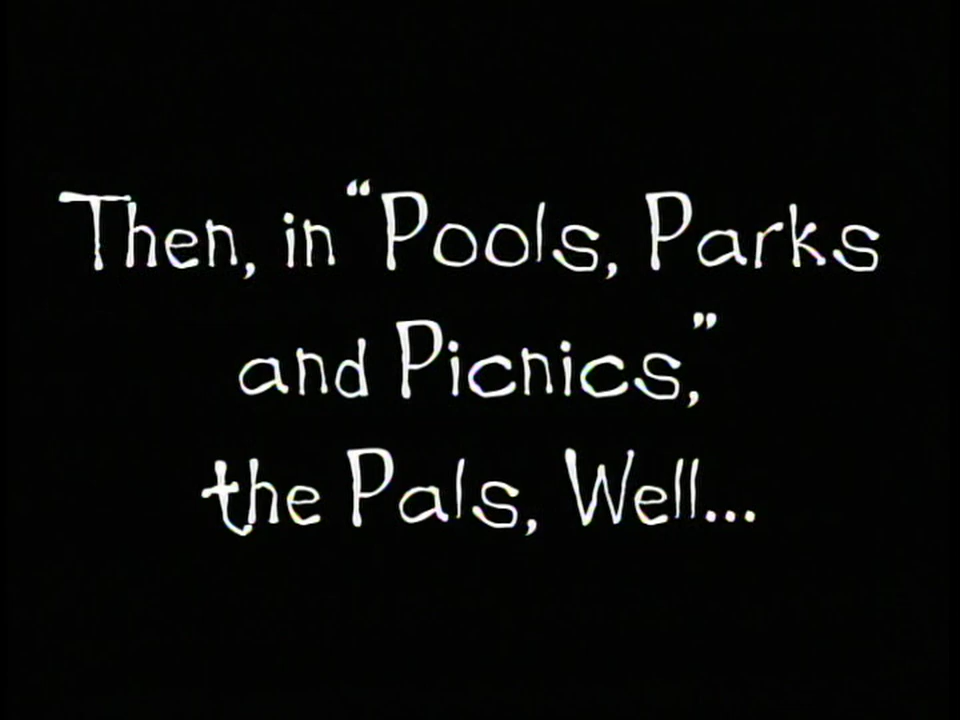 Then, in “Pools, Parks
and Picnics,”
the Pals, Well...